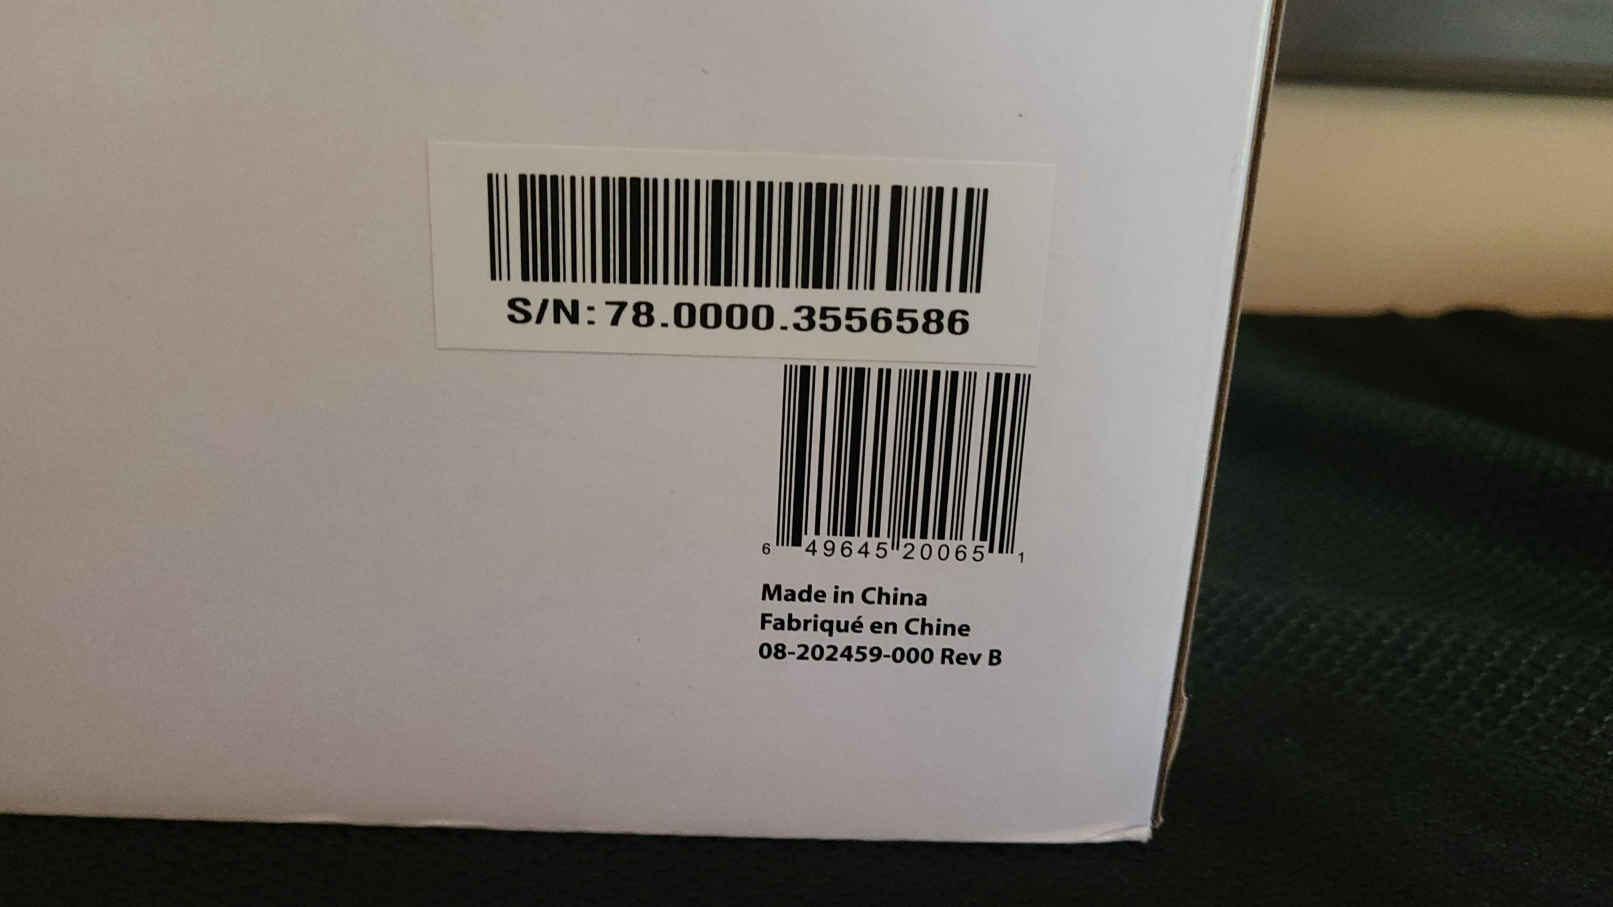 S/N: 78.0000.3556586
6 49645 20065 1
Made in China
Fabriqué en Chine
08-202459-000 Rev B